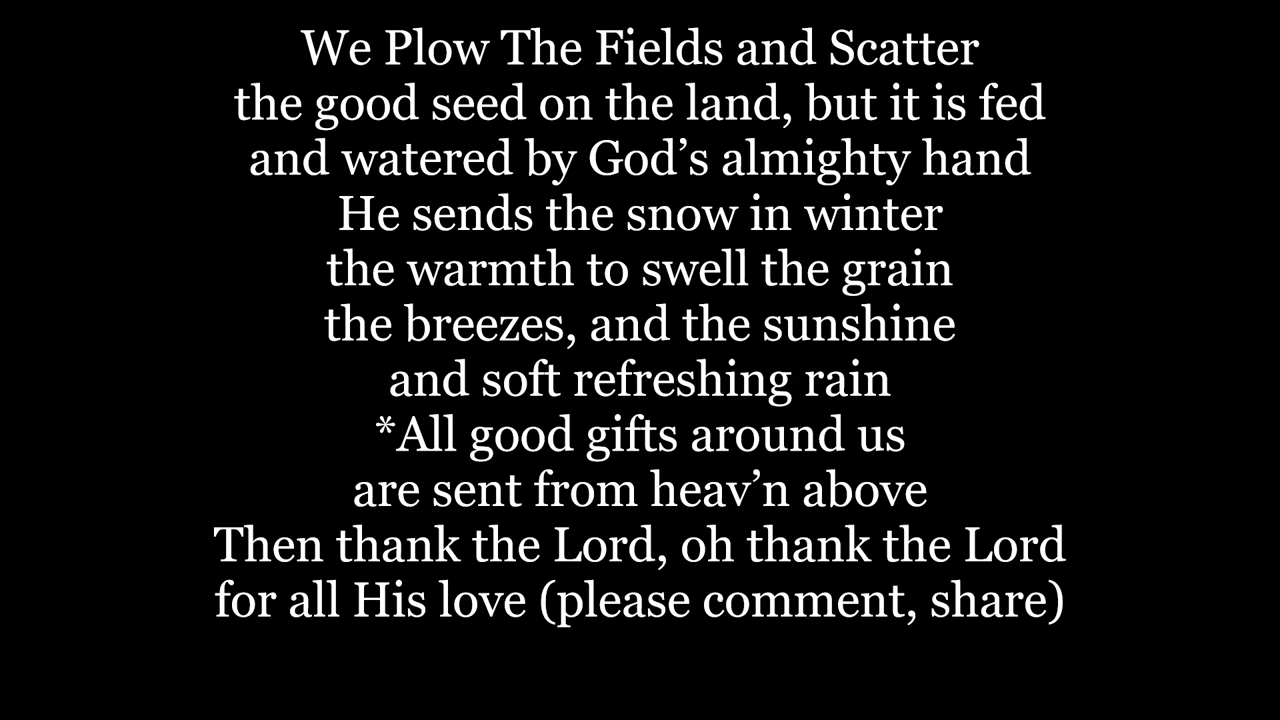 We Plow The Fields and Scatter
the good seed on the land, but it is fed
and watered by God’s almighty hand
He sends the snow in winter
the warmth to swell the grain
the breezes, and the sunshine
and soft refreshing rain
*All good gifts around us
are sent from heav’n above
Then thank the Lord, oh thank the Lord
for all His love (please comment, share)